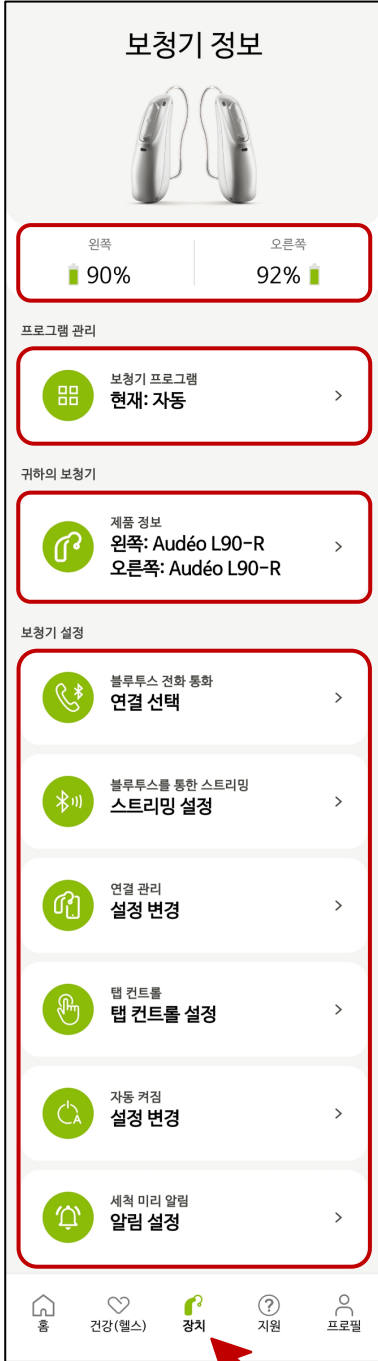 보청기 정보
왼쪽
오른쪽
90%
92%
프로그램 관리
보청기 프로그램
현재: 자동
귀하의 보청기
제품 정보
왼쪽: Audéo L90-R
오른쪽: Audéo L90-R
보청기 설정
블루투스 전화 통화
연결 선택
블루투스를 통한 스트리밍
스트리밍 설정
연결 관리
설정 변경
탭 컨트롤
탭 컨트롤 설정
자동 켜짐
설정 변경
세척 미리 알림
알림 설정
홈
건강(헬스)
장치
지원
프로필